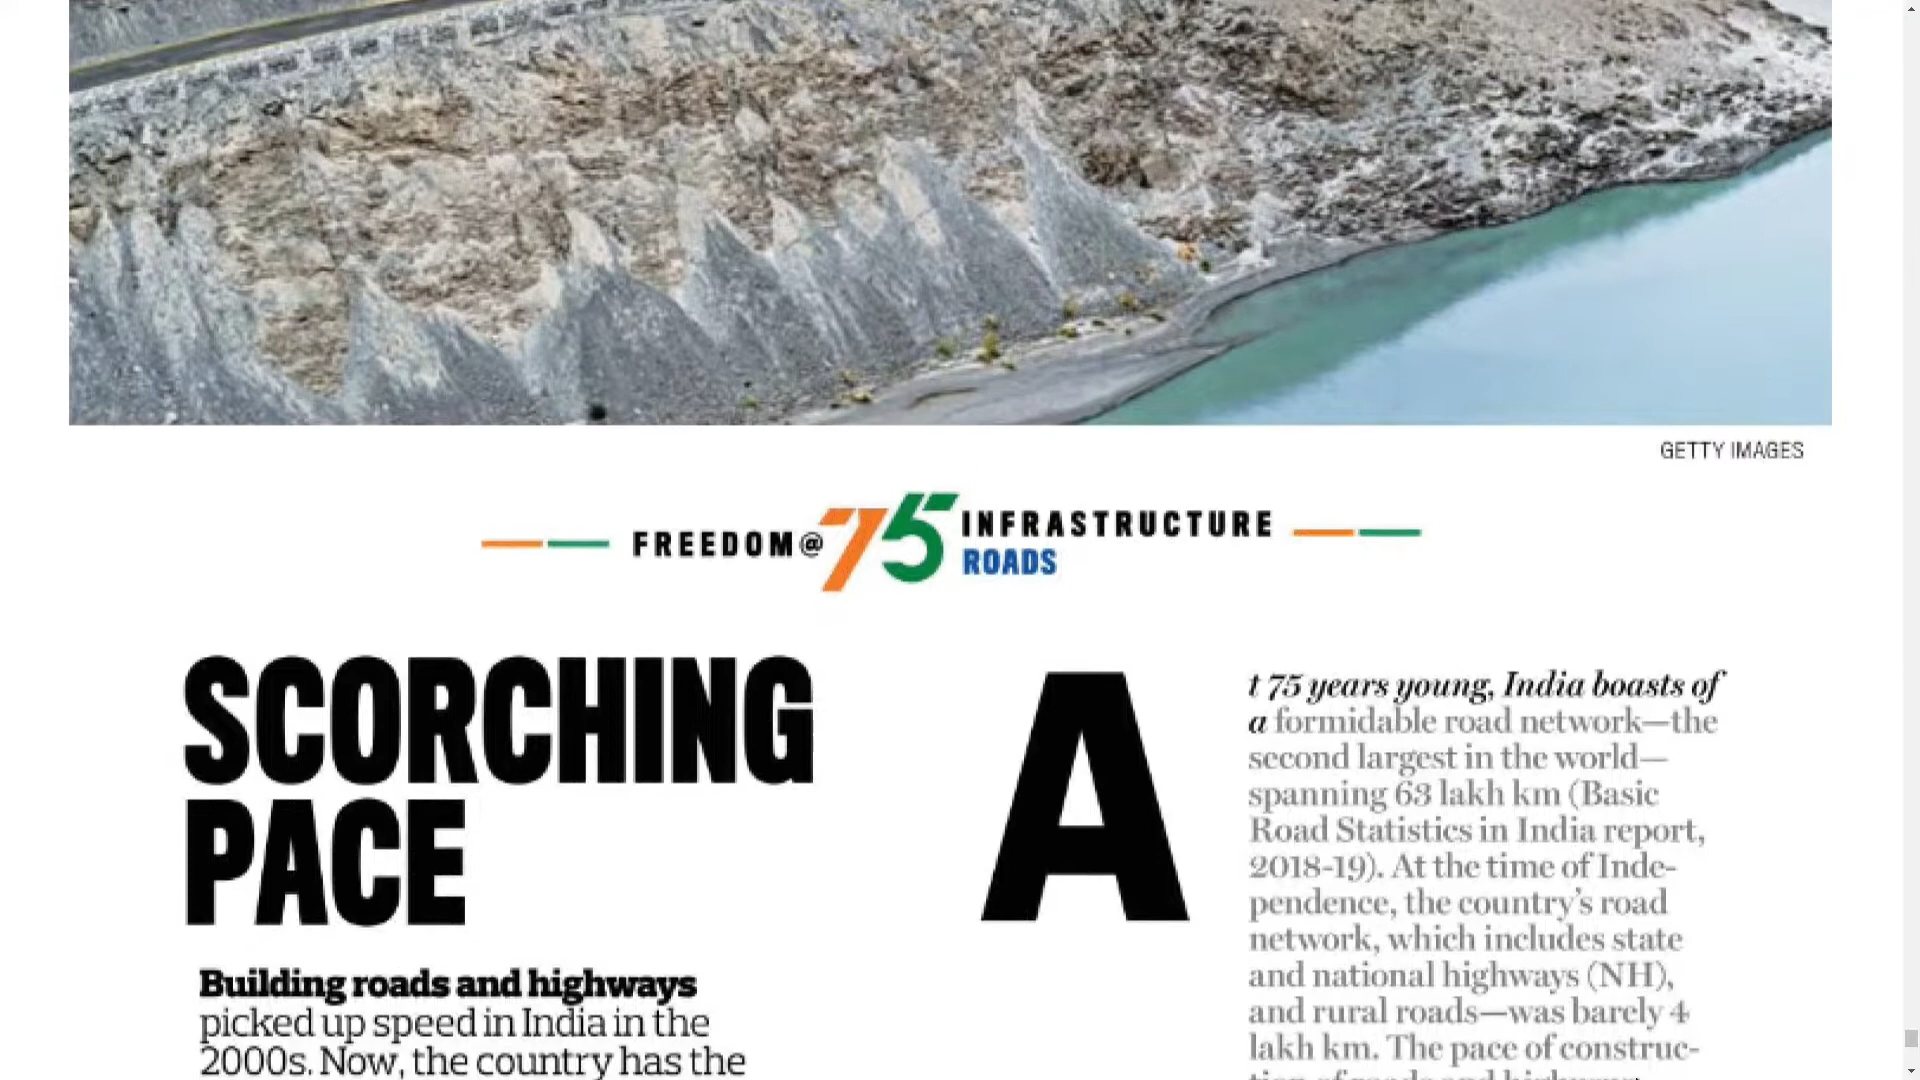 GETTY IMAGES
FREEDOM@75 INFRASTRUCTURE
ROADS
SCORCHING
PACE
Building roads and highways
picked up speed in India in the
2000s. Now, the country has the
At 75 years young, India boasts of
a formidable road network—the
second largest in the world—
spanning 63 lakh km (Basic
Road Statistics in India report,
2018-19). At the time of Inde-
pendence, the country’s road
network, which includes state
and national highways (NH),
and rural roads—was barely 4
lakh km. The pace of construc-